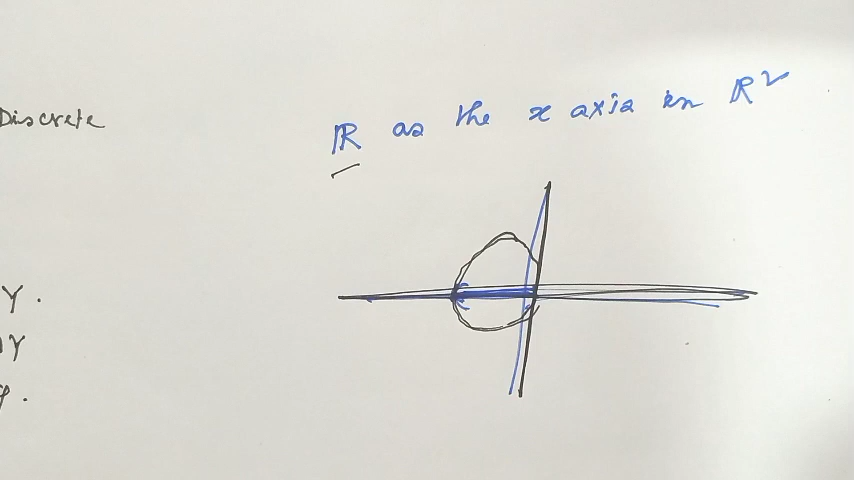 Discrete
ℝ as the x axis in ℝ²
Y .
Y
φ .